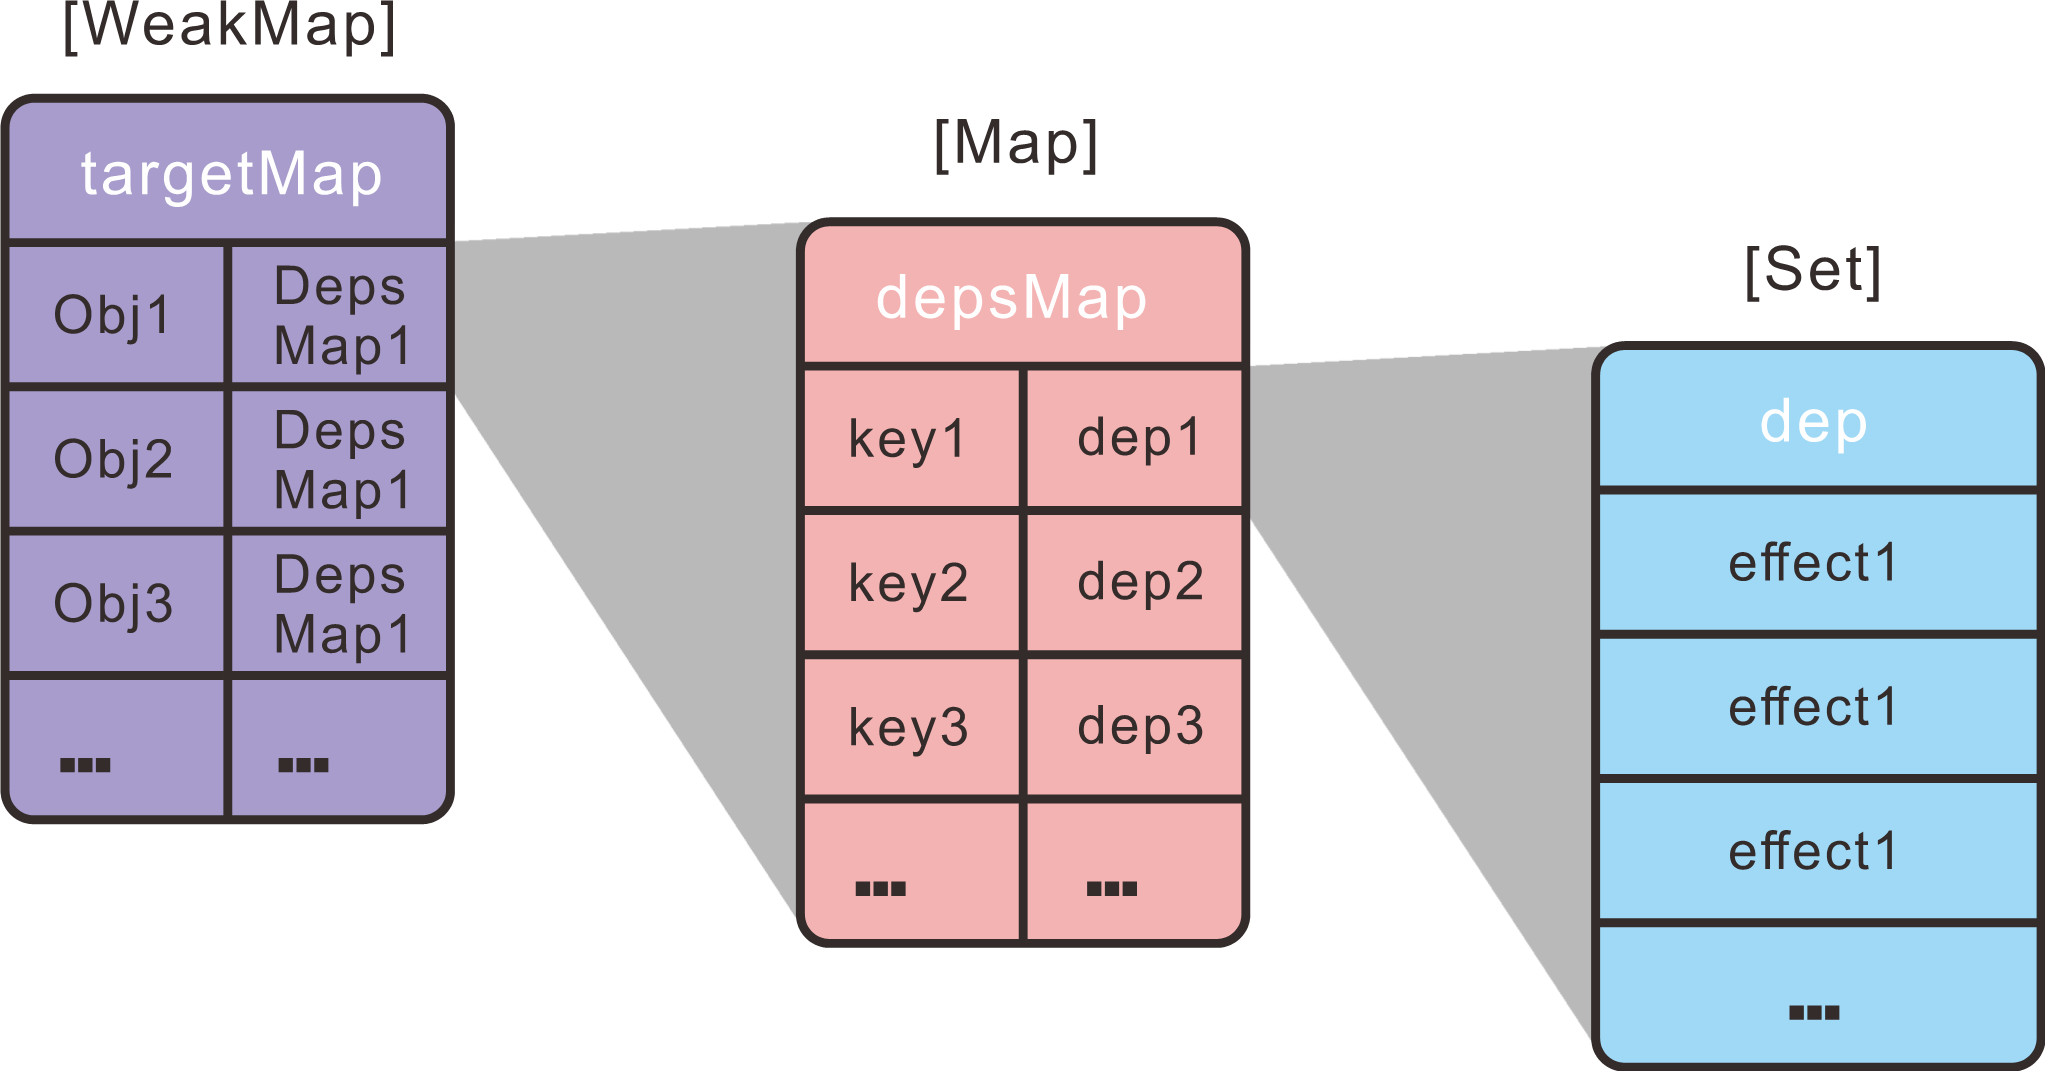 [WeakMap]
targetMap
Obj1
Deps
Map1
Obj2
Deps
Map1
Obj3
Deps
Map1
...
...
[Map]
depsMap
key1
dep1
key2
dep2
key3
dep3
...
...
[Set]
dep
effect1
effect1
effect1
...